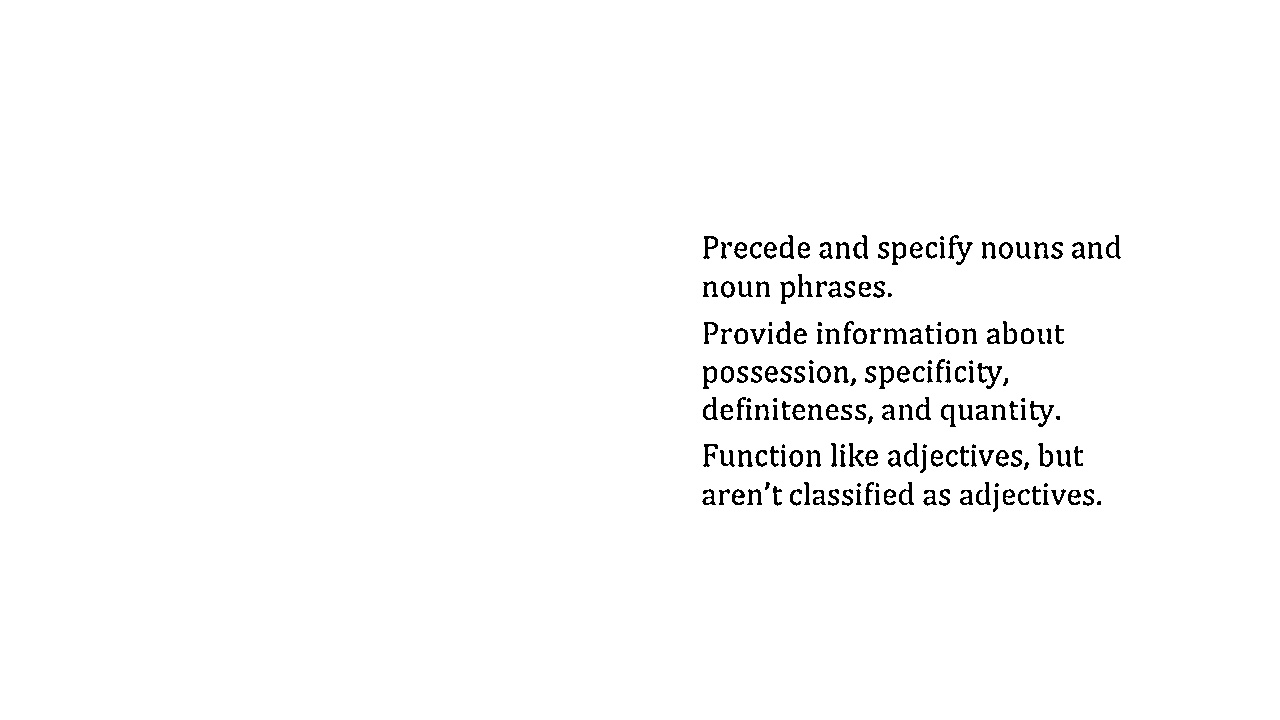 Precede and specify nouns and
noun phrases.
Provide information about
possession, specificity,
definiteness, and quantity.
Function like adjectives, but
aren’t classified as adjectives.